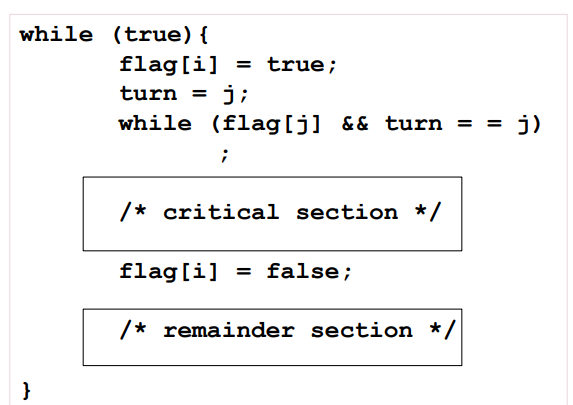 while (true){
flag[i] = true;
turn = j;
while (flag[j] && turn = = j)
;
/* critical section */
flag[i] = false;
/* remainder section */
}